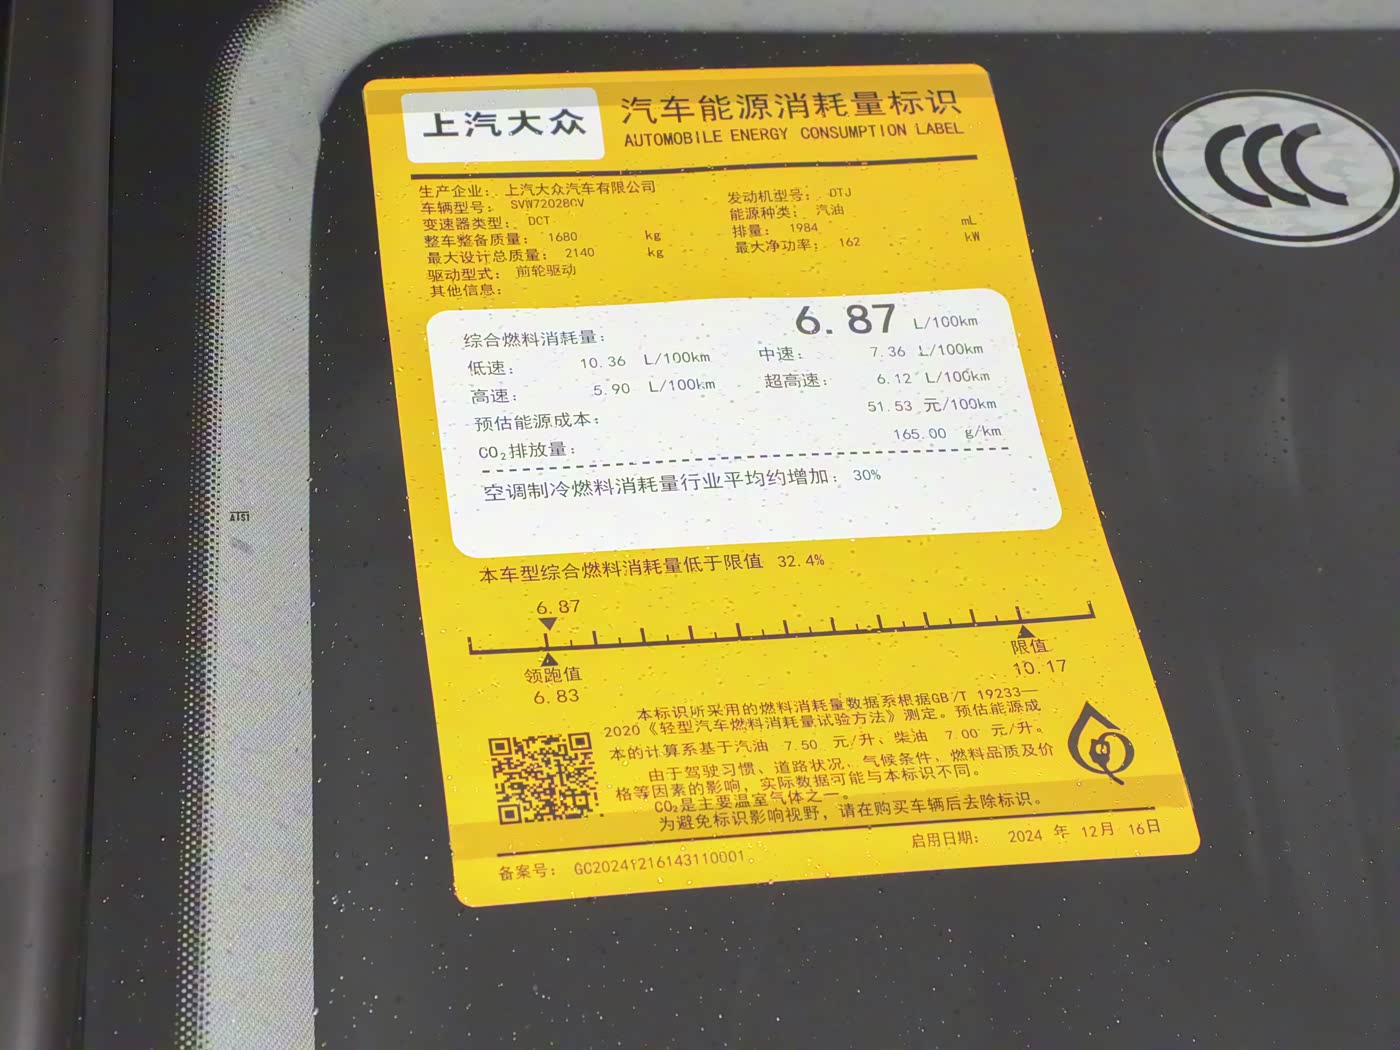 上汽大众
汽车能源消耗量标识
AUTOMOBILE ENERGY CONSUMPTION LABEL
生产企业: 上汽大众汽车有限公司
车辆型号: SVW72028CV
变速器类型: DCT
整车整备质量: 1680 kg
最大设计总质量: 2140 kg
驱动型式: 前轮驱动
其他信息:
发动机型号: DTJ
能源种类: 汽油
排量: 1984 mL
最大净功率: 162 kW
综合燃料消耗量: 6.87 L/100km
低速: 10.36 L/100km 中速: 7.36 L/100km
高速: 5.90 L/100km 超高速: 6.12 L/100km
预估能源成本: 51.53 元/100km
CO₂排放量: 165.00 g/km
空调制冷燃料消耗量行业平均约增加: 30%
本车型综合燃料消耗量低于限值 32.4%
6.87
领跑值
6.83
限值
10.17
本标识所采用的燃料消耗量数据系根据GB/T 19233—
2020《轻型汽车燃料消耗量试验方法》测定。预估能源成
本的计算系基于汽油 7.50 元/升、柴油 7.00 元/升。
由于驾驶习惯、道路状况、气候条件、燃料品质及价
格等因素的影响,实际数据可能与本标识不同。
CO₂是主要温室气体之一。
为避免标识影响视野,请在购买车辆后去除标识。
备案号: GC20241216143110001
启用日期: 2024 年 12月 16日
CCC